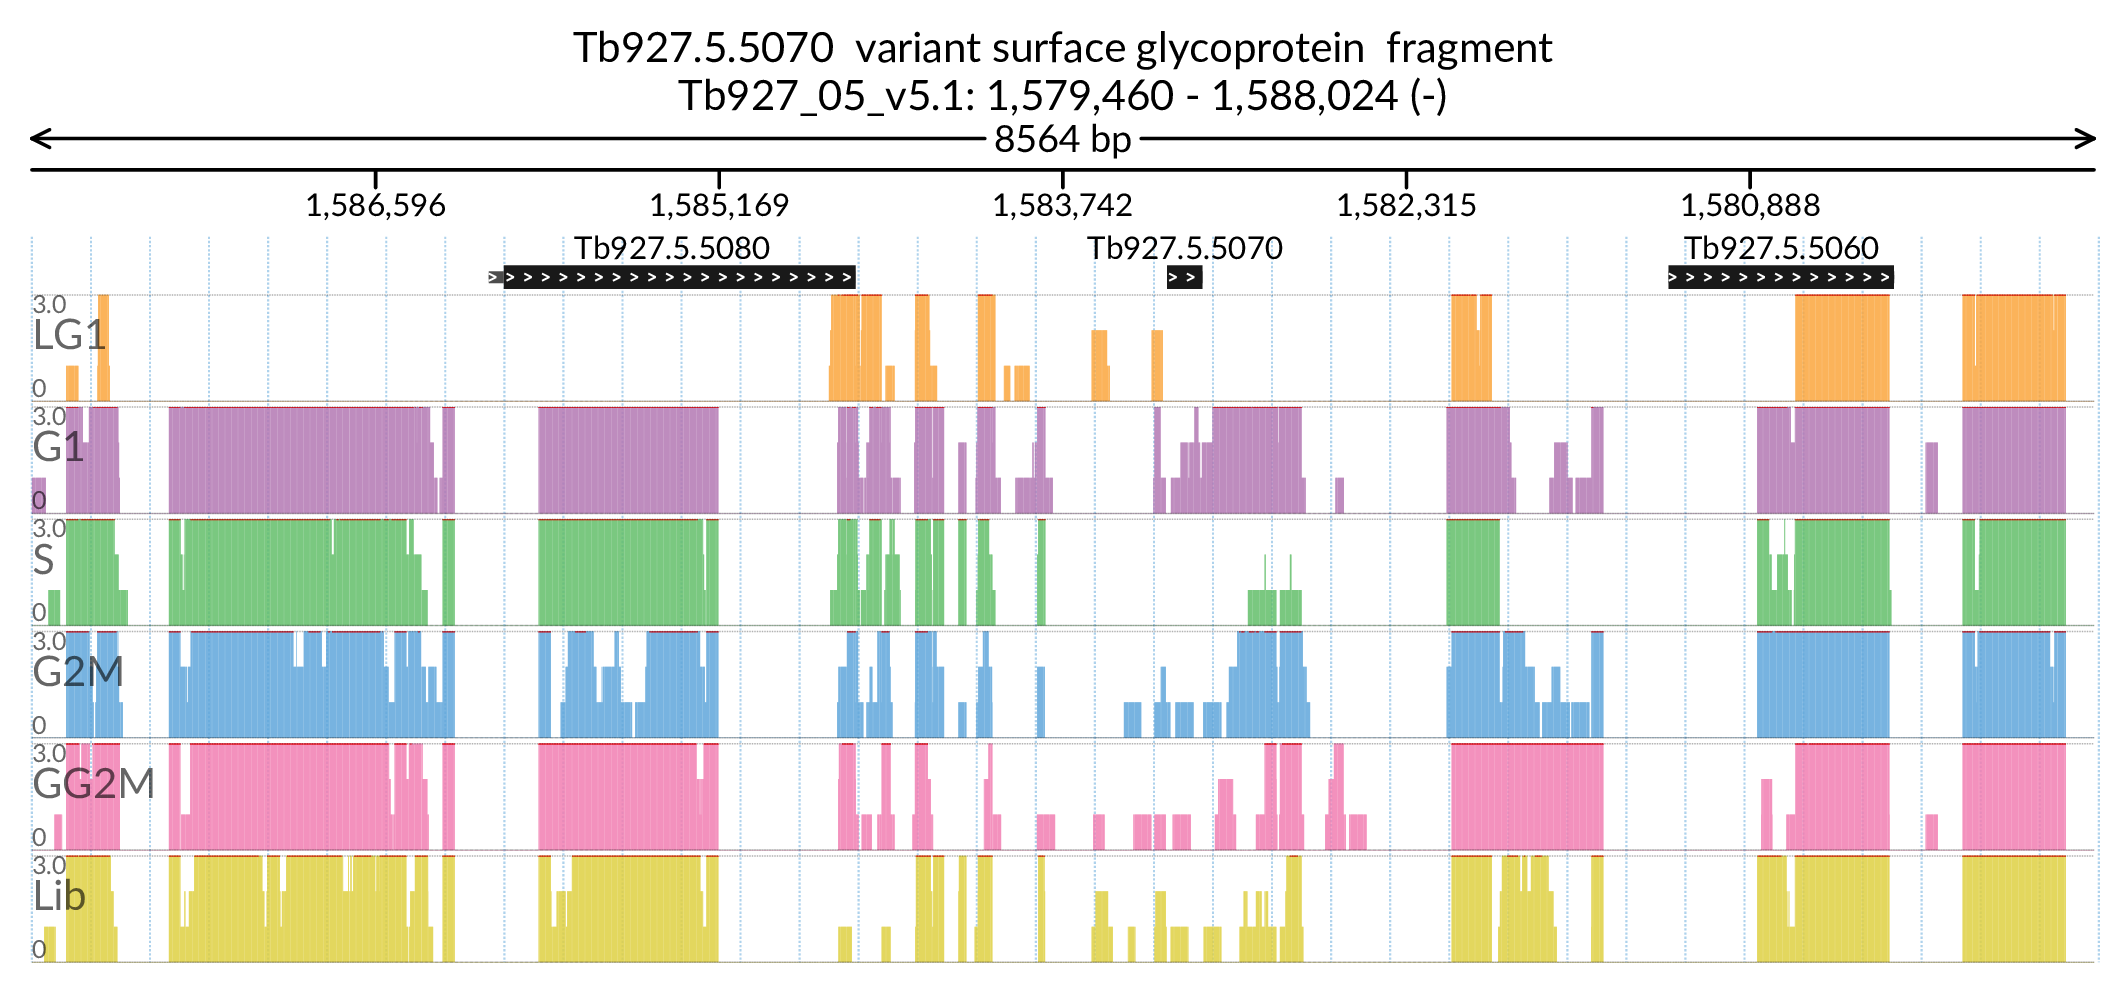 Tb927.5.5070 variant surface glycoprotein fragment
Tb927_05_v5.1: 1,579,460 - 1,588,024 (-)
8564 bp
1,586,596 1,585,169 1,583,742 1,582,315 1,580,888
Tb927.5.5080 Tb927.5.5070 Tb927.5.5060
3.0
LG1
0
3.0
G1
0
3.0
S
0
3.0
G2M
0
3.0
GG2M
0
3.0
Lib
0